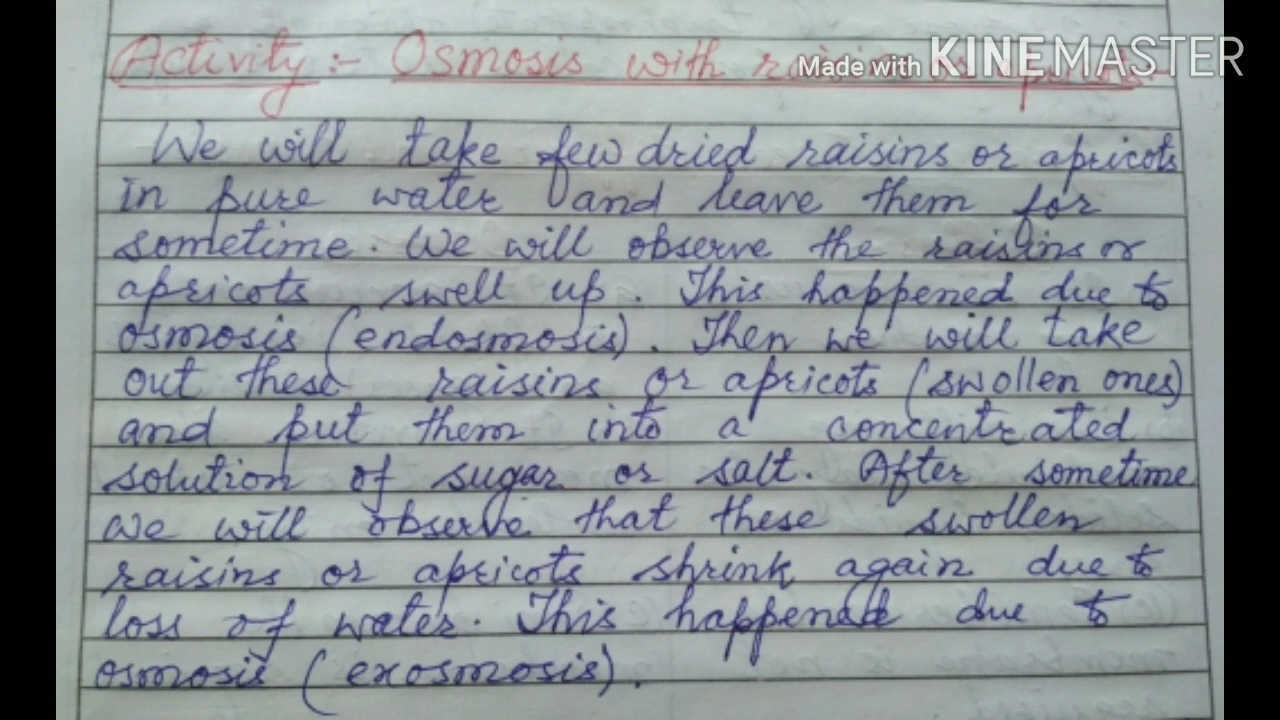 Activity :- Osmosis with
Made with KINEMASTER
We will take few dried raisins or apricots
in pure water and leave them for
sometime. We will observe the raisins or
apricots swell up. This happened due to
osmosis (endosmosis). Then we will take
out these raisins or apricots (swollen ones)
and put them into a concentrated
solution of sugar or salt. After sometime
we will observe that these swollen
raisins or apricots shrink again due to
loss of water. This happened due to
osmosis (exosmosis).